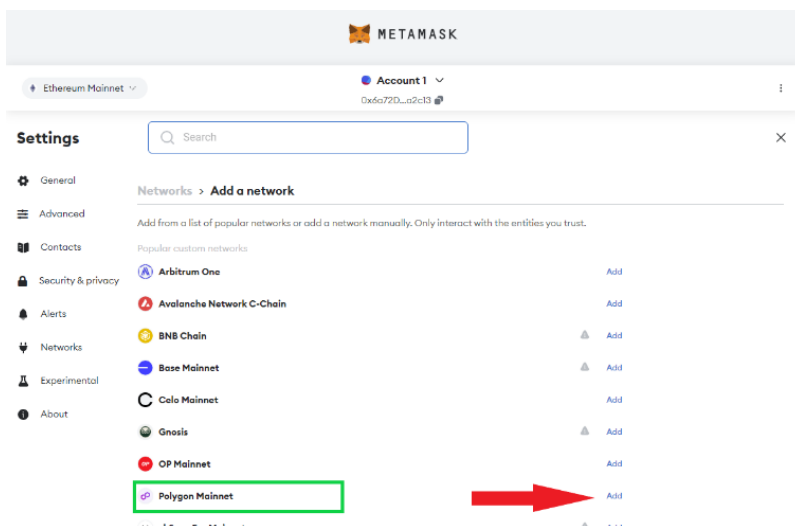 METAMASK
Ethereum Mainnet
Account 1
0x6a72D...a2c13
Settings
Search
General
Networks > Add a network
Advanced
Add from a list of popular networks or add a network manually. Only interact with the entities you trust.
Contacts
Popular custom networks
Arbitrum One Add
Security & privacy
Avalanche Network C-Chain Add
Alerts
BNB Chain Add
Networks
Base Mainnet Add
Experimental
Celo Mainnet Add
About
Gnosis Add
OP Mainnet Add
Polygon Mainnet Add